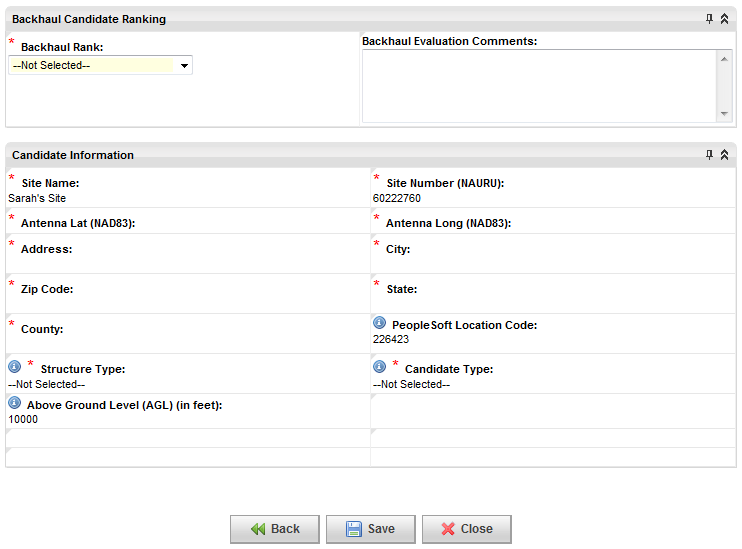 Backhaul Candidate Ranking
* Backhaul Rank:
--Not Selected--
Backhaul Evaluation Comments:
Candidate Information
* Site Name:
Sarah's Site
* Site Number (NAURU):
60222760
* Antenna Lat (NAD83):
* Antenna Long (NAD83):
* Address:
* City:
* Zip Code:
* State:
* County:
PeopleSoft Location Code:
226423
* Structure Type:
--Not Selected--
* Candidate Type:
--Not Selected--
Above Ground Level (AGL) (in feet):
10000
Back
Save
Close